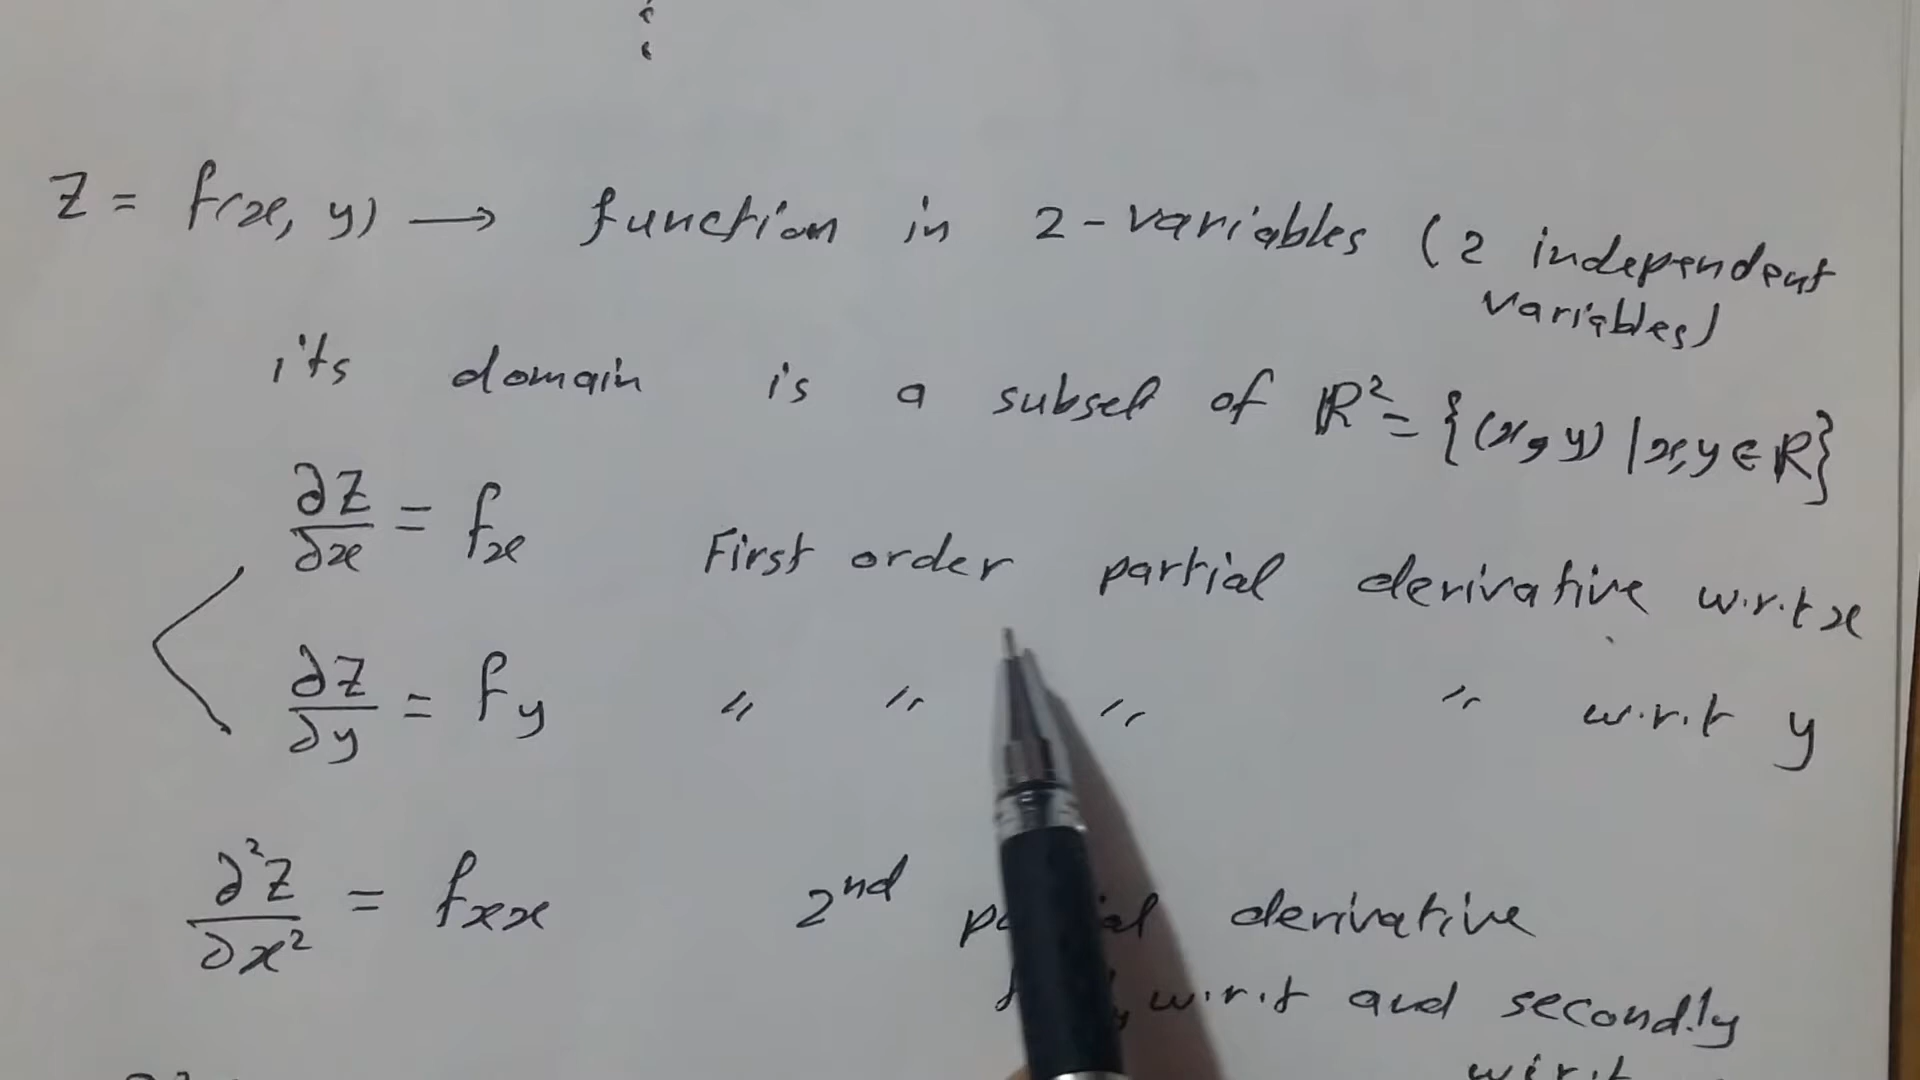 Z = f(x, y) → function in 2-variables (2 independent
variables)
its domain is a subset of ℝ² = {(x, y) | x, y ∈ ℝ}
∂Z/∂x = fx First order partial derivative w.r.t x
∂Z/∂y = fy " " " " w.r.t y
∂²Z/∂x² = fxx 2nd derivative
w.r.t and secondly
w.r.t